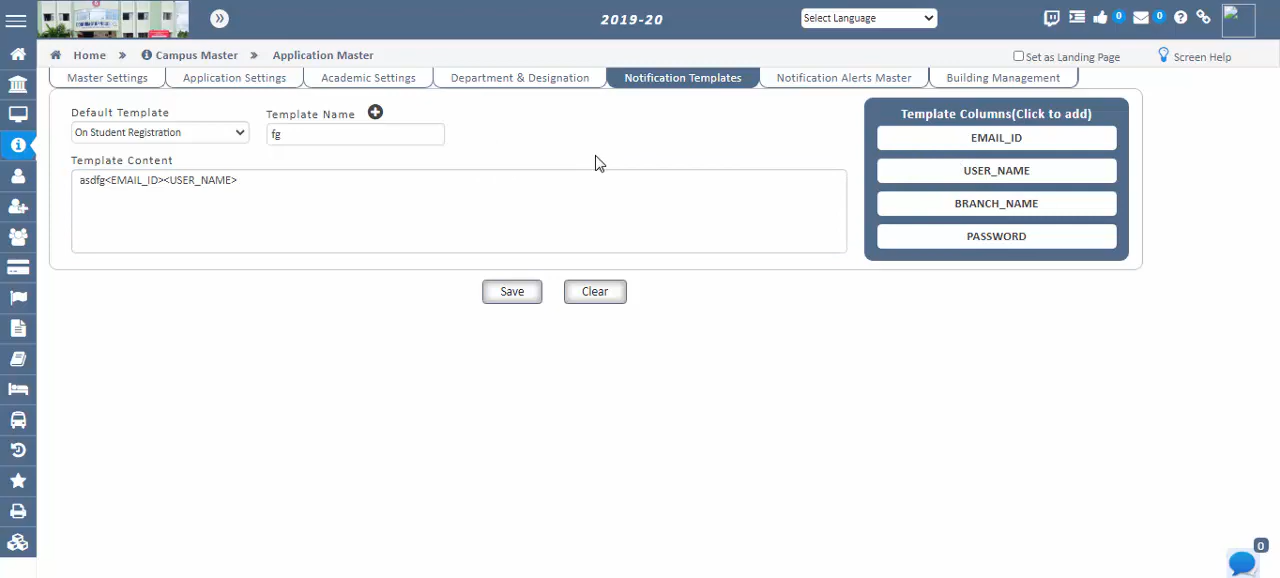 2019-20
Select Language
0
0
Home » Campus Master » Application Master
Set as Landing Page
Screen Help
Master Settings
Application Settings
Academic Settings
Department & Designation
Notification Templates
Notification Alerts Master
Building Management
Default Template
Template Name
On Student Registration
fg
Template Content
asdfg<EMAIL_ID><USER_NAME>
Template Columns(Click to add)
EMAIL_ID
USER_NAME
BRANCH_NAME
PASSWORD
Save
Clear
0